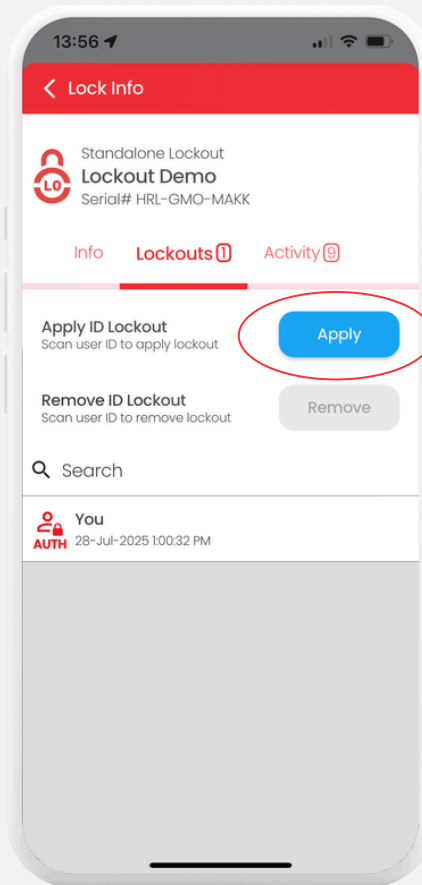 13:56
Lock Info
Standalone Lockout
LO
Lockout Demo
Serial# HRL-GMO-MAKK
Info Lockouts 1 Activity 9
Apply ID Lockout
Scan user ID to apply lockout
Apply
Remove ID Lockout
Scan user ID to remove lockout
Remove
Search
You
AUTH 28-Jul-2025 1:00:32 PM